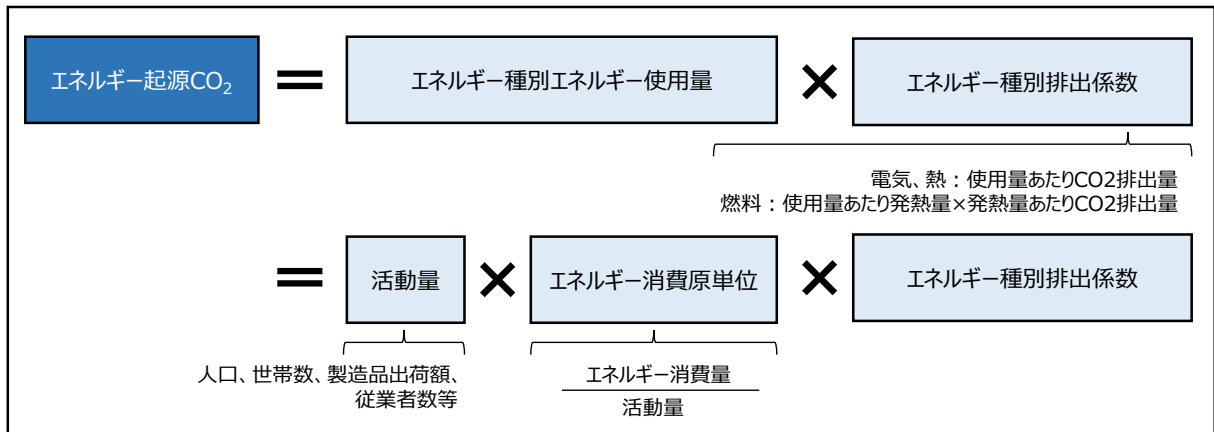 エネルギー起源CO2 = エネルギー種別エネルギー使用量 × エネルギー種別排出係数
電気、熱：使用量あたりCO2排出量
燃料：使用量あたり発熱量×発熱量あたりCO2排出量
= 活動量 × エネルギー消費原単位 × エネルギー種別排出係数
人口、世帯数、製造品出荷額、
従業者数等
エネルギー消費量
活動量